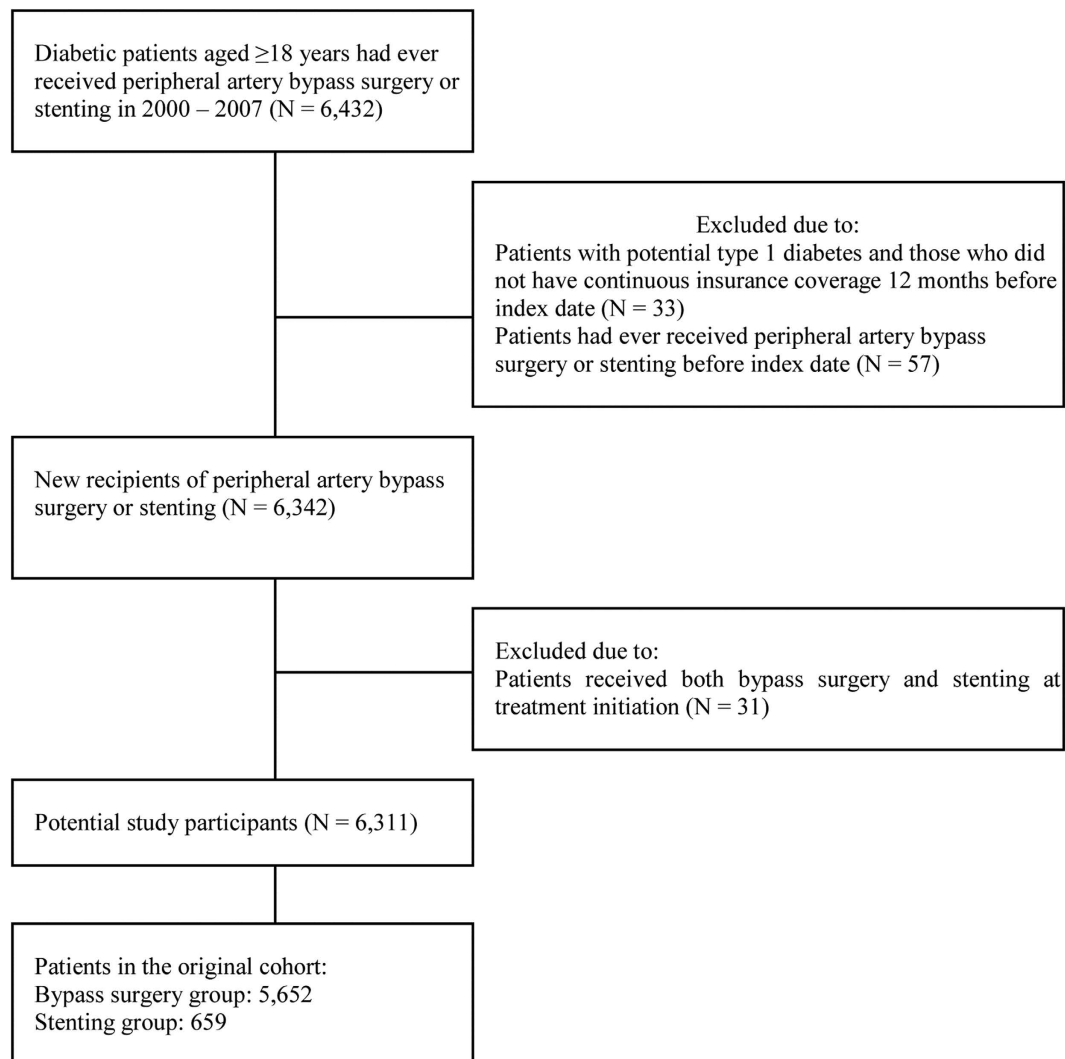 Diabetic patients aged ≥18 years had ever
received peripheral artery bypass surgery or
stenting in 2000 – 2007 (N = 6,432)
Excluded due to:
Patients with potential type 1 diabetes and those who did
not have continuous insurance coverage 12 months before
index date (N = 33)
Patients had ever received peripheral artery bypass
surgery or stenting before index date (N = 57)
New recipients of peripheral artery bypass
surgery or stenting (N = 6,342)
Excluded due to:
Patients received both bypass surgery and stenting at
treatment initiation (N = 31)
Potential study participants (N = 6,311)
Patients in the original cohort:
Bypass surgery group: 5,652
Stenting group: 659